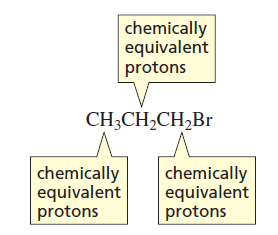 chemically
equivalent
protons
CH₃CH₂CH₂Br
chemically
equivalent
protons
chemically
equivalent
protons